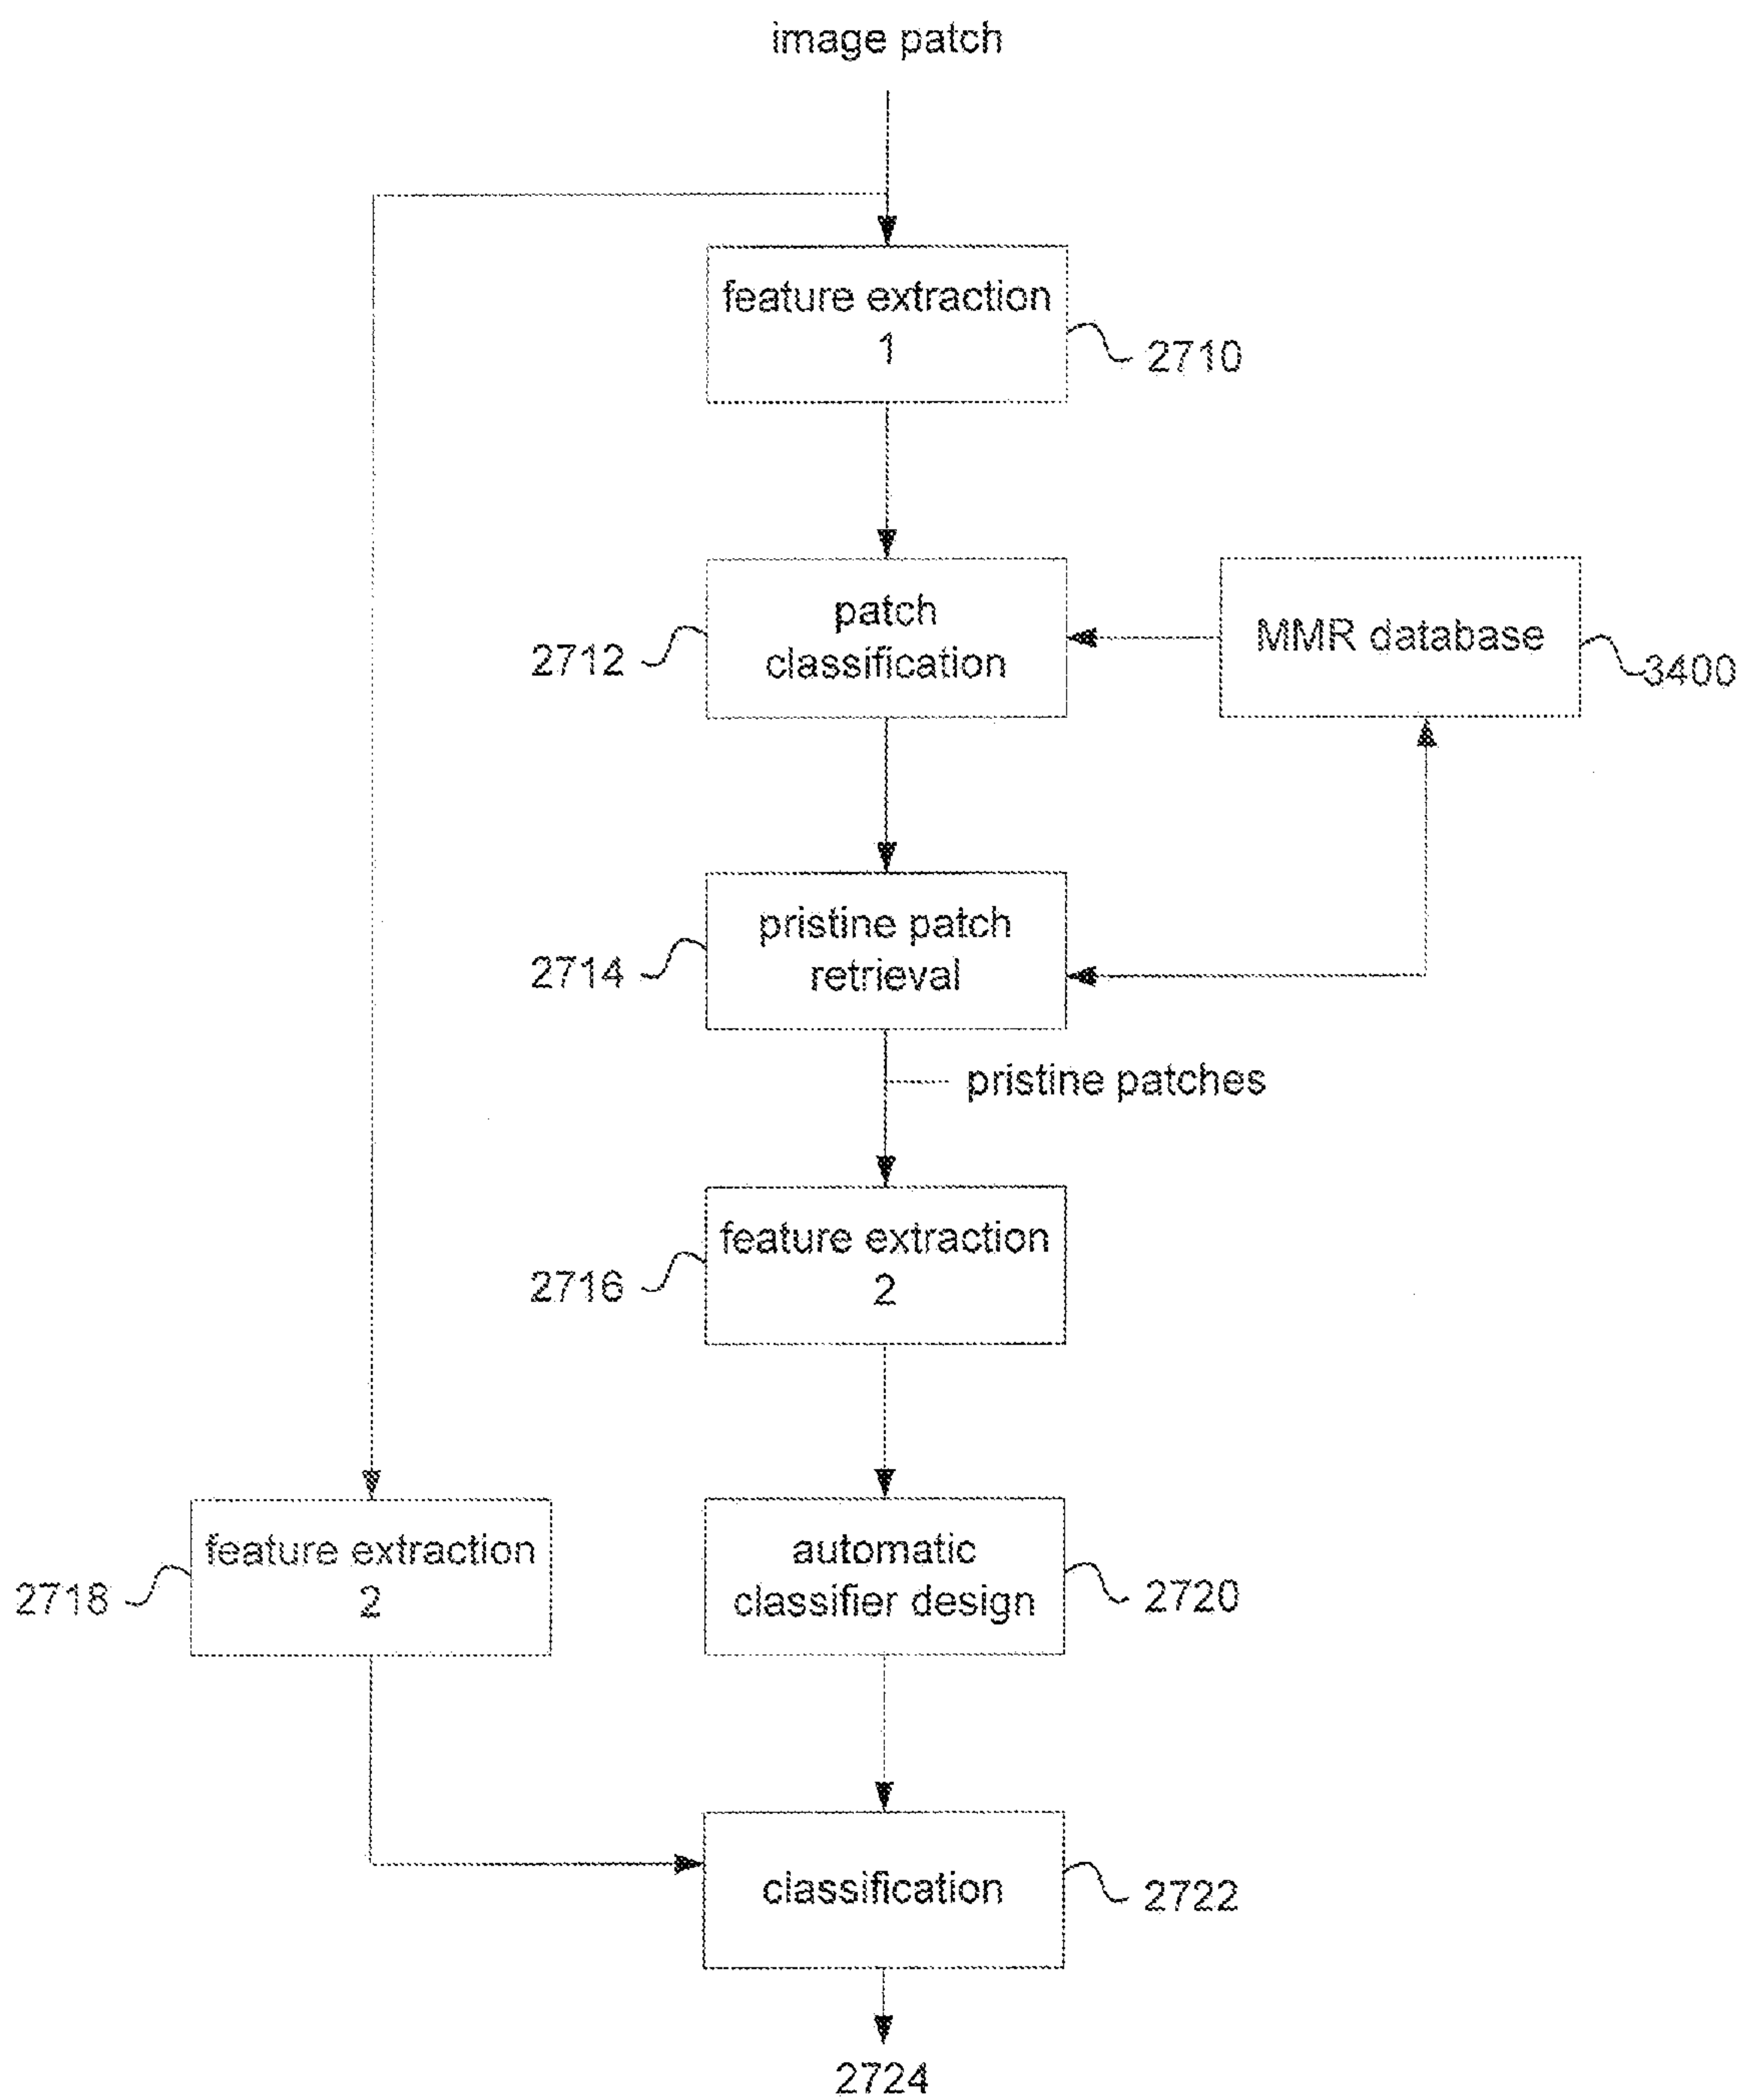 image patch
feature extraction
1
2710
patch
classification
2712
MMR database
3400
pristine patch
retrieval
2714
pristine patches
feature extraction
2
2716
feature extraction
2
2718
automatic
classifier design
2720
classification
2722
2724